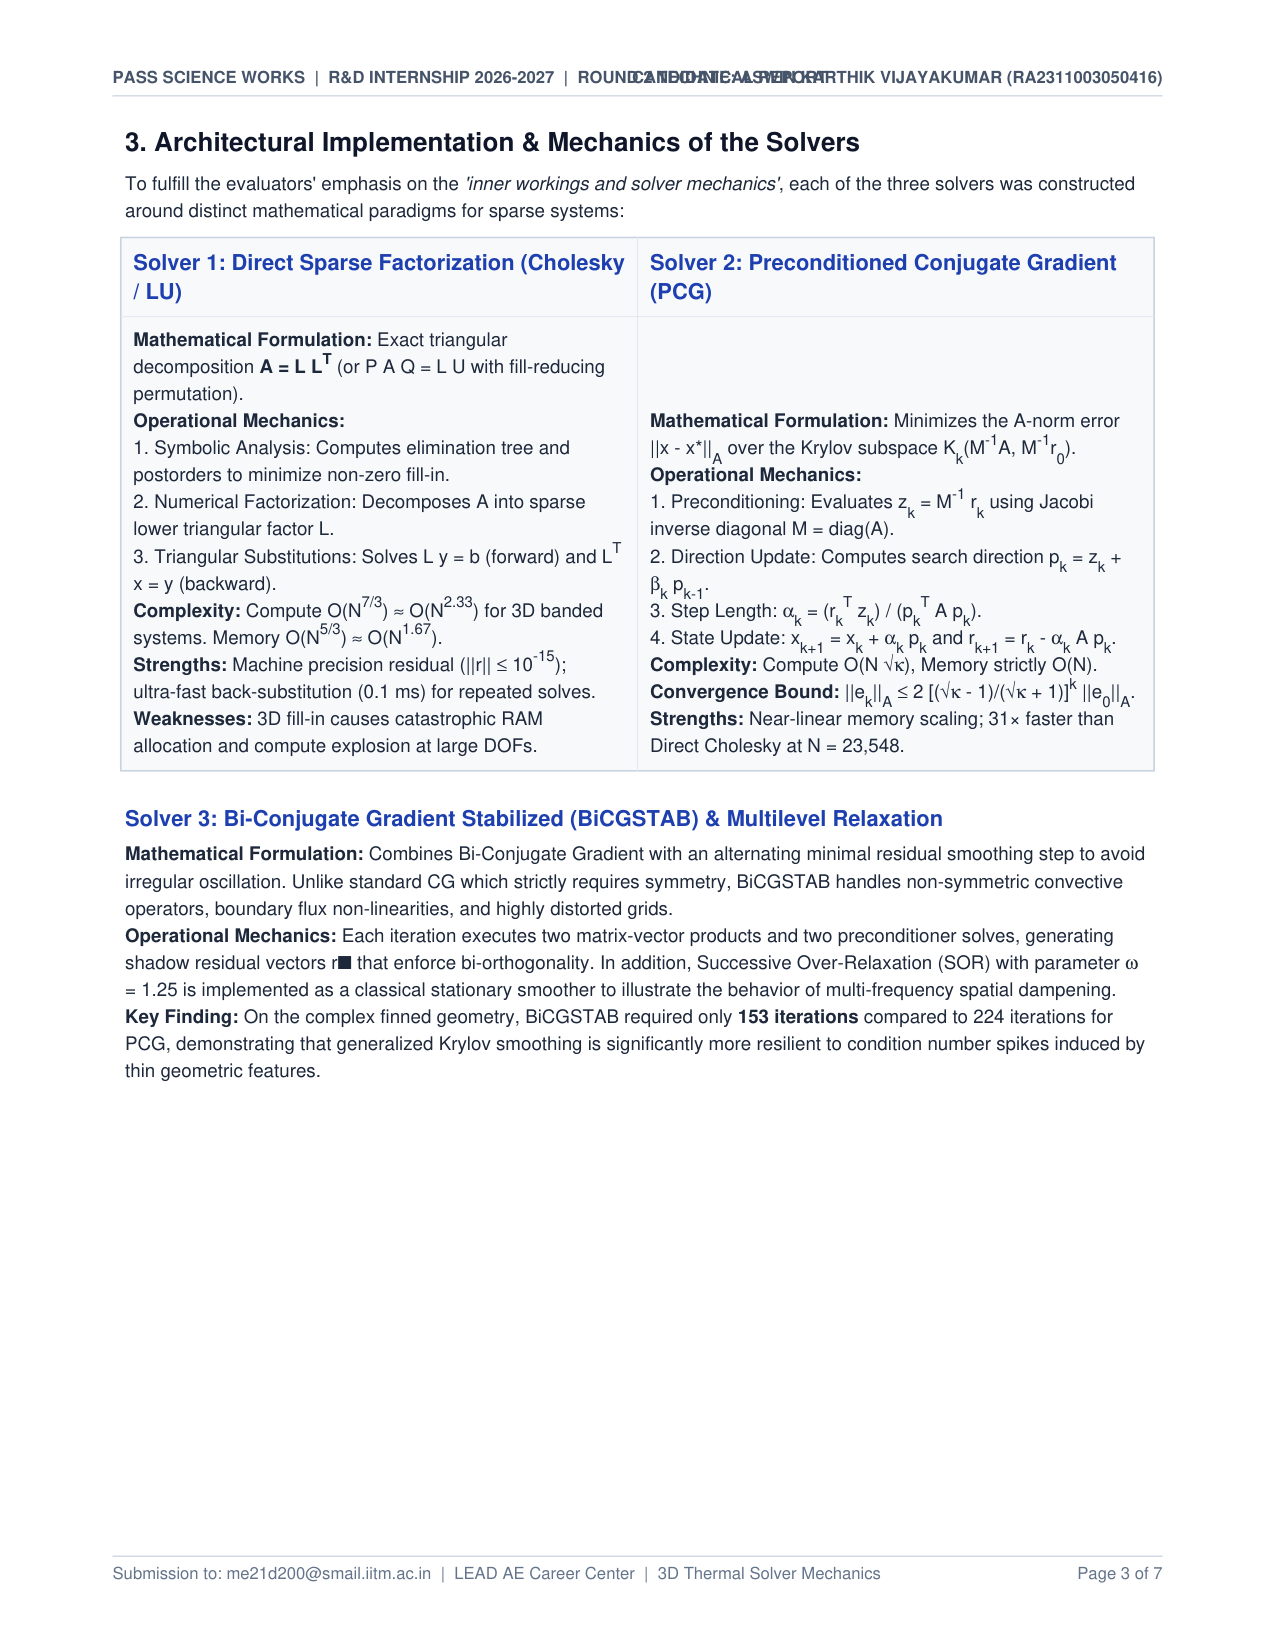 PASS SCIENCE WORKS | R&D INTERNSHIP 2026-2027 | ROUND 2 TECHNICAL REPORT
CANDIDATE: ASWIN KARTHIK VIJAYAKUMAR (RA2311003050416)
3. Architectural Implementation & Mechanics of the Solvers
To fulfill the evaluators' emphasis on the 'inner workings and solver mechanics', each of the three solvers was constructed
around distinct mathematical paradigms for sparse systems:
Solver 1: Direct Sparse Factorization (Cholesky
/ LU)
Mathematical Formulation: Exact triangular
decomposition A = L L^T (or P A Q = L U with fill-reducing
permutation).
Operational Mechanics:
1. Symbolic Analysis: Computes elimination tree and
postorders to minimize non-zero fill-in.
2. Numerical Factorization: Decomposes A into sparse
lower triangular factor L.
3. Triangular Substitutions: Solves L y = b (forward) and L^T
x = y (backward).
Complexity: Compute O(N^7/3) ≈ O(N^2.33) for 3D banded
systems. Memory O(N^5/3) ≈ O(N^1.67).
Strengths: Machine precision residual (||r|| ≤ 10^-15);
ultra-fast back-substitution (0.1 ms) for repeated solves.
Weaknesses: 3D fill-in causes catastrophic RAM
allocation and compute explosion at large DOFs.
Solver 2: Preconditioned Conjugate Gradient
(PCG)
Mathematical Formulation: Minimizes the A-norm error
||x - x*||_A over the Krylov subspace K_k(M^-1A, M^-1r_0).
Operational Mechanics:
1. Preconditioning: Evaluates z_k = M^-1 r_k using Jacobi
inverse diagonal M = diag(A).
2. Direction Update: Computes search direction p_k = z_k +
β_k p_k-1.
3. Step Length: α_k = (r_k^T z_k) / (p_k^T A p_k).
4. State Update: x_k+1 = x_k + α_k p_k and r_k+1 = r_k - α_k A p_k.
Complexity: Compute O(N √κ), Memory strictly O(N).
Convergence Bound: ||e_k||_A ≤ 2 [(√κ - 1)/(√κ + 1)]^k ||e_0||_A.
Strengths: Near-linear memory scaling; 31× faster than
Direct Cholesky at N = 23,548.
Solver 3: Bi-Conjugate Gradient Stabilized (BiCGSTAB) & Multilevel Relaxation
Mathematical Formulation: Combines Bi-Conjugate Gradient with an alternating minimal residual smoothing step to avoid
irregular oscillation. Unlike standard CG which strictly requires symmetry, BiCGSTAB handles non-symmetric convective
operators, boundary flux non-linearities, and highly distorted grids.
Operational Mechanics: Each iteration executes two matrix-vector products and two preconditioner solves, generating
shadow residual vectors r■ that enforce bi-orthogonality. In addition, Successive Over-Relaxation (SOR) with parameter ω
= 1.25 is implemented as a classical stationary smoother to illustrate the behavior of multi-frequency spatial dampening.
Key Finding: On the complex finned geometry, BiCGSTAB required only 153 iterations compared to 224 iterations for
PCG, demonstrating that generalized Krylov smoothing is significantly more resilient to condition number spikes induced by
thin geometric features.
Submission to: me21d200@smail.iitm.ac.in | LEAD AE Career Center | 3D Thermal Solver Mechanics
Page 3 of 7